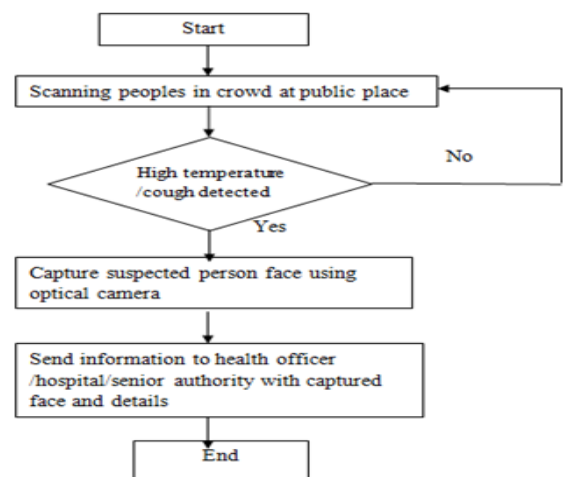 Start
Scanning peoples in crowd at public place
High temperature
/cough detected
No
Yes
Capture suspected person face using
optical camera
Send information to health officer
/hospital/senior authority with captured
face and details
End